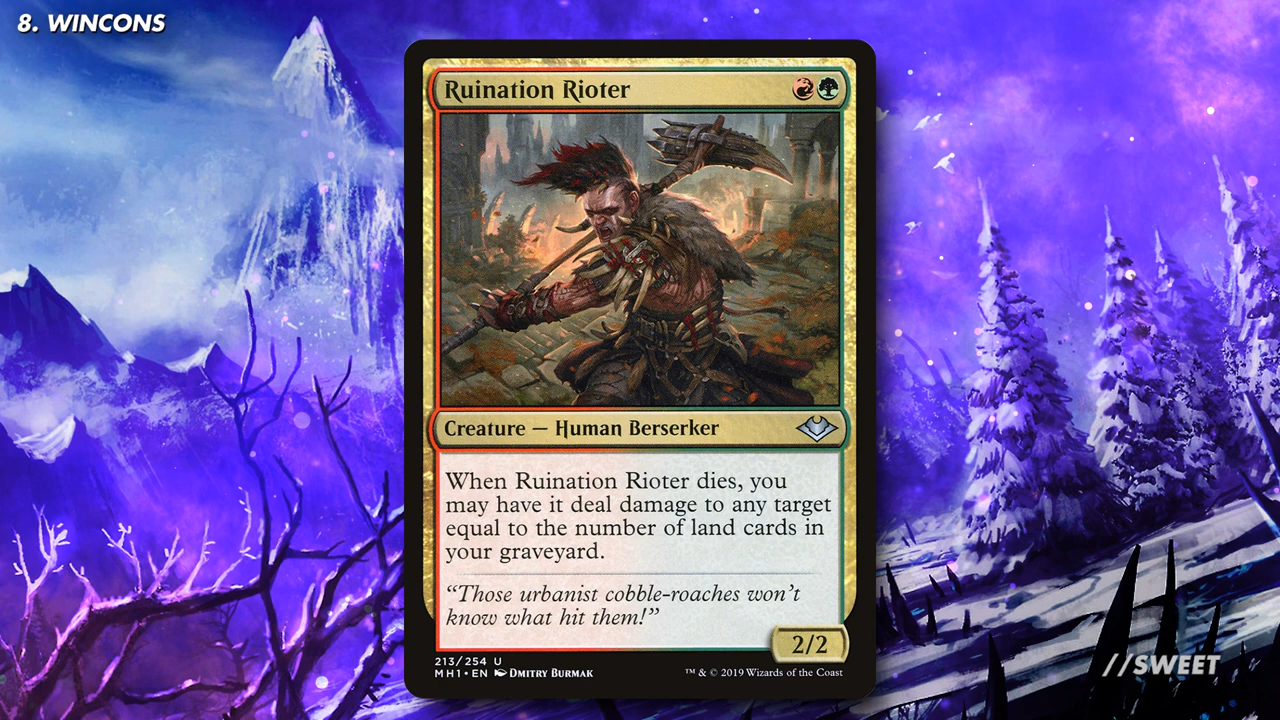 8. WINCONS
Ruination Rioter
Creature — Human Berserker
When Ruination Rioter dies, you
may have it deal damage to any target
equal to the number of land cards in
your graveyard.
“Those urbanist cobble-roaches won’t
know what hit them!”
2/2
213/254 U
MH1 • EN Dmitry Burmak
™ & © 2019 Wizards of the Coast
//SWEET